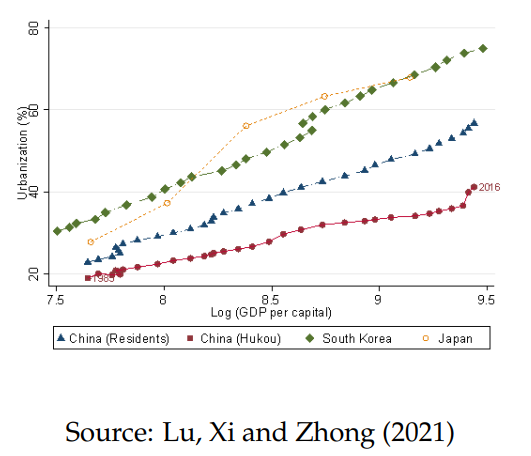 80
60
40
20
Urbanization (%)
1985
2016
7.5 8 8.5 9 9.5
Log (GDP per capital)
China (Residents) China (Hukou) South Korea Japan
Source: Lu, Xi and Zhong (2021)